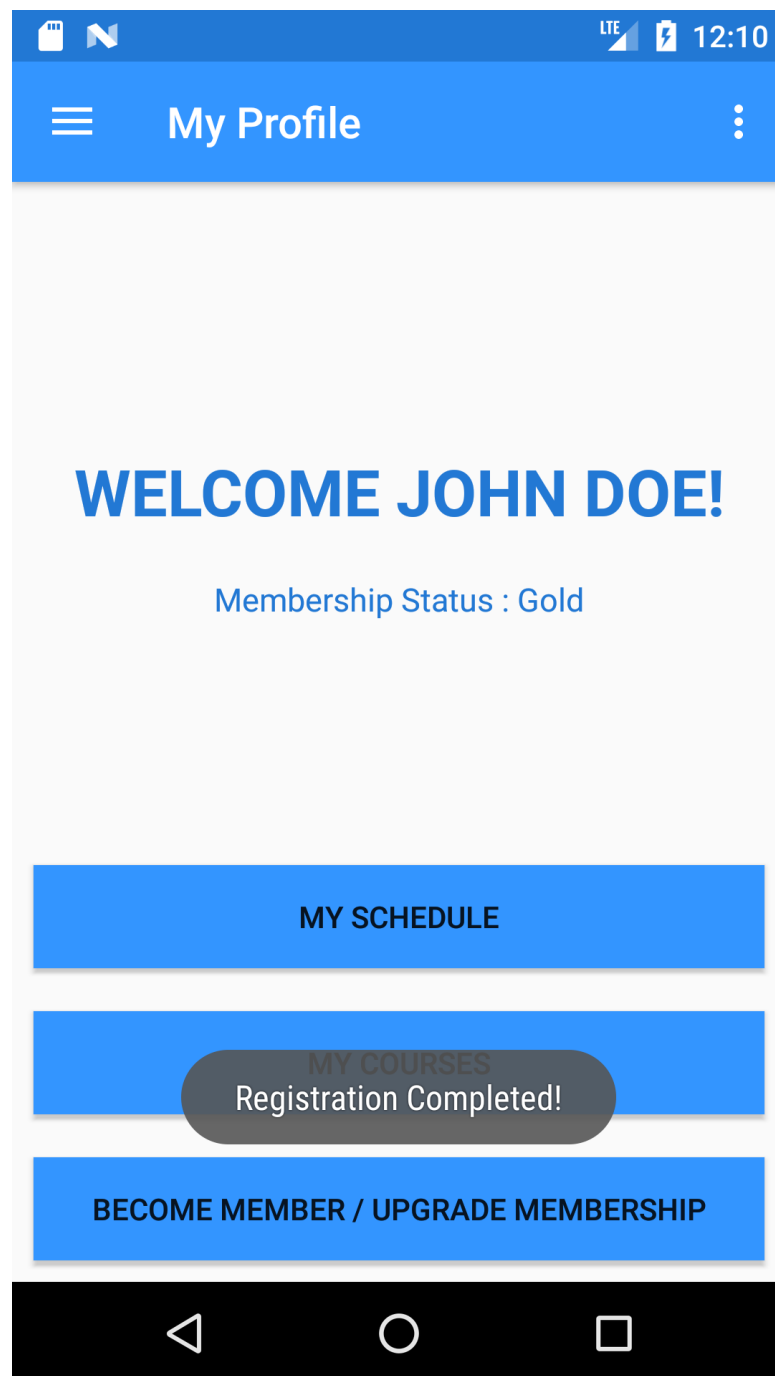 LTE 12:10
My Profile
WELCOME JOHN DOE!
Membership Status : Gold
MY SCHEDULE
MY COURSES
Registration Completed!
BECOME MEMBER / UPGRADE MEMBERSHIP